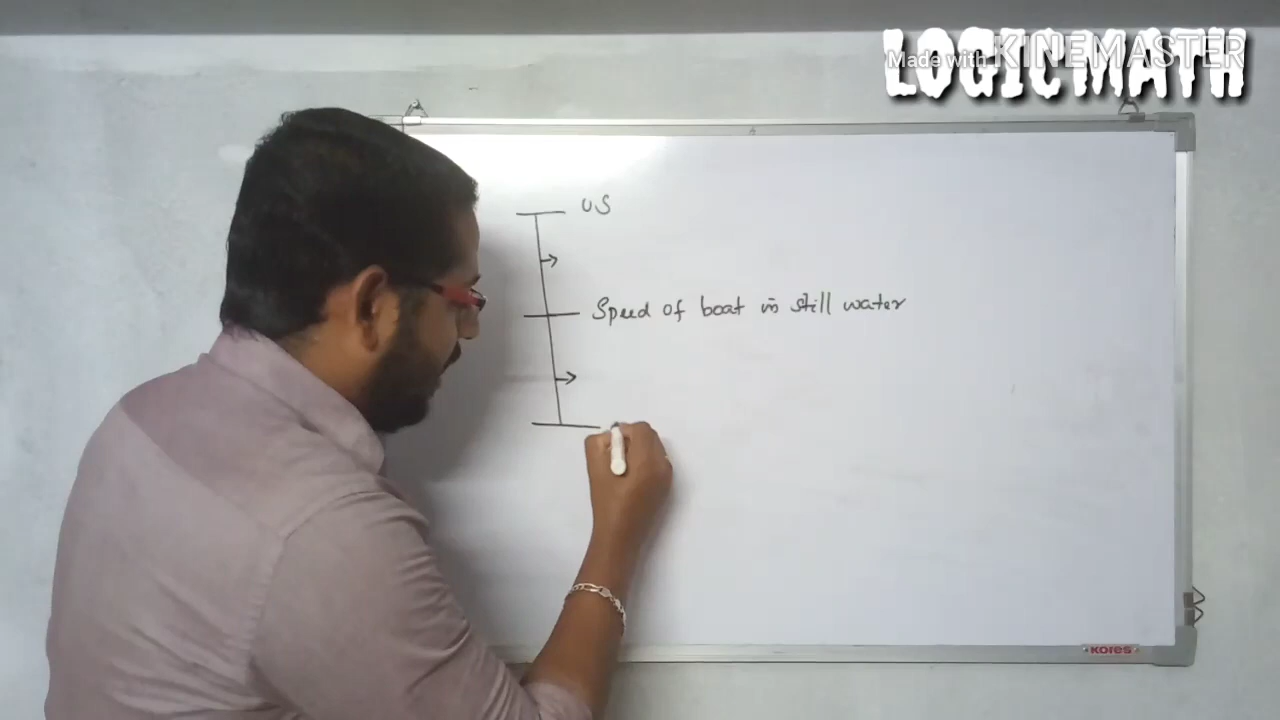 LOGICMATH
Made with KINEMASTER
US
Speed of boat in still water
KORES